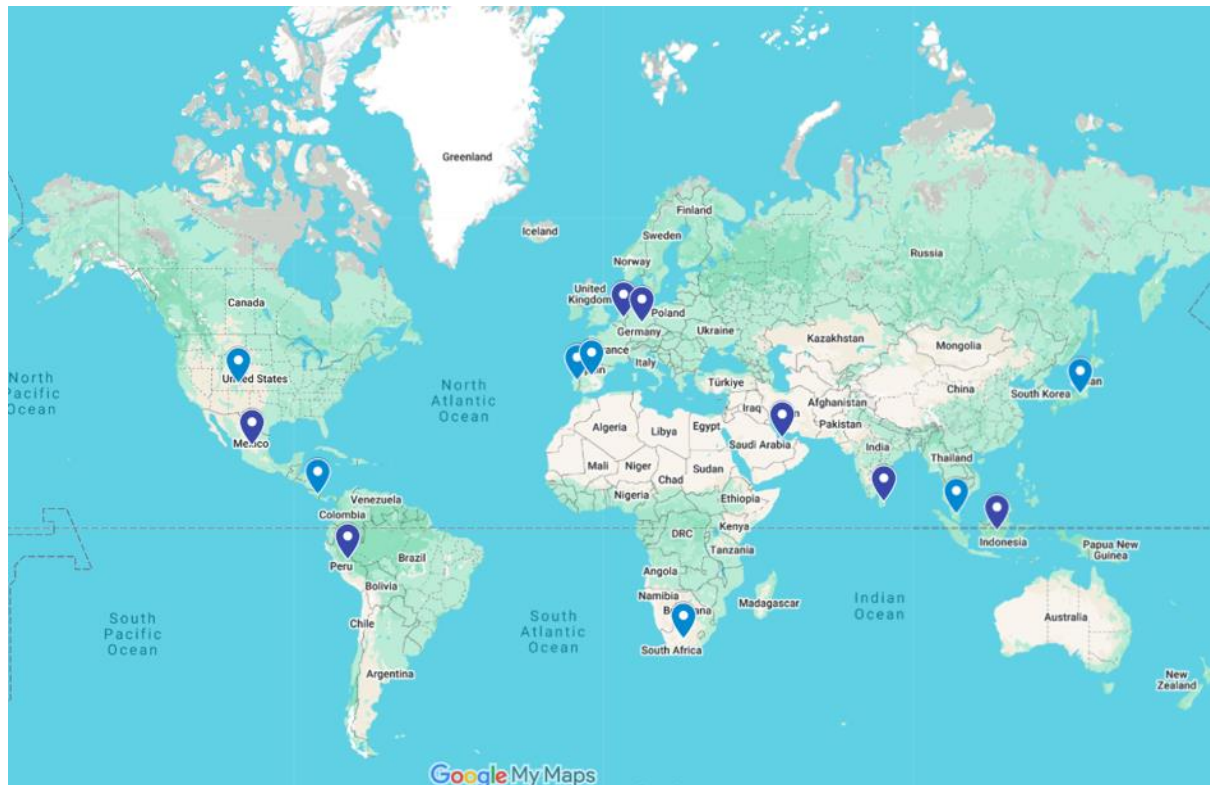 Greenland
Iceland
Finland
Sweden
Norway
Russia
United
Kingdom
Poland
Germany
Ukraine
Canada
Kazakhstan
Mongolia
Italy
Türkiye
United States
China
South Korea
North
Pacific
Ocean
North
Atlantic
Ocean
Afghanistan
Iraq
Pakistan
Algeria
Libya
Egypt
Saudi Arabia
India
Mexico
Mali
Niger
Chad
Sudan
Thailand
Nigeria
Ethiopia
Venezuela
Colombia
DRC
Kenya
Tanzania
Indonesia
Papua New
Guinea
Peru
Brazil
Bolivia
Angola
Namibia
Madagascar
Indian
Ocean
South
Pacific
Ocean
South
Atlantic
Ocean
Chile
Australia
South Africa
Argentina
New
Zealand
Google My Maps